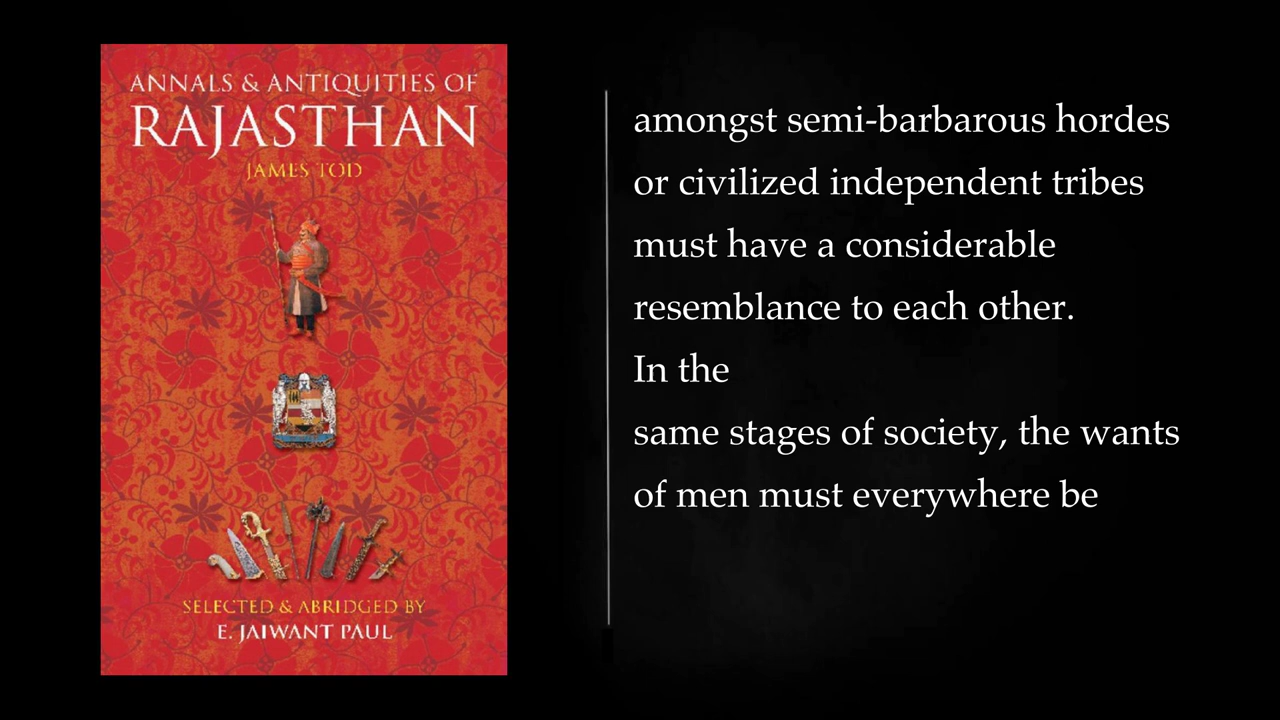 ANNALS & ANTIQUITIES OF
RAJASTHAN
JAMES TOD
SELECTED & ABRIDGED BY
E. JAIWANT PAUL
amongst semi-barbarous hordes
or civilized independent tribes
must have a considerable
resemblance to each other.
In the
same stages of society, the wants
of men must everywhere be